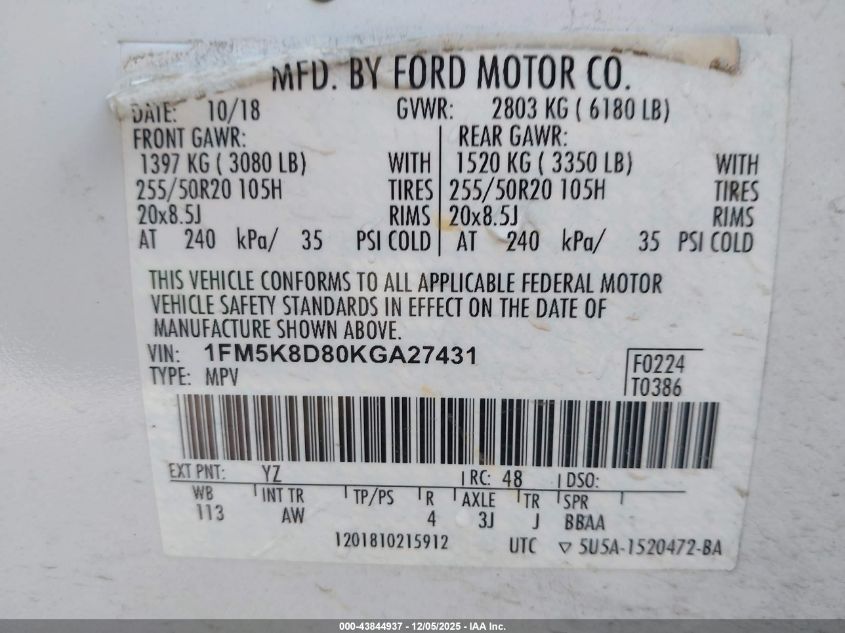 MFD. BY FORD MOTOR CO.
DATE: 10/18 GVWR: 2803 KG ( 6180 LB)
FRONT GAWR: REAR GAWR:
1397 KG ( 3080 LB) WITH 1520 KG ( 3350 LB) WITH
255/50R20 105H TIRES 255/50R20 105H TIRES
20x8.5J RIMS 20x8.5J RIMS
AT 240 kPa/ 35 PSI COLD AT 240 kPa/ 35 PSI COLD
THIS VEHICLE CONFORMS TO ALL APPLICABLE FEDERAL MOTOR
VEHICLE SAFETY STANDARDS IN EFFECT ON THE DATE OF
MANUFACTURE SHOWN ABOVE.
VIN: 1FM5K8D80KGA27431 F0224
TYPE: MPV T0386
EXT PNT: YZ RC: 48 DSO:
WB INT TR TP/PS R AXLE TR SPR
113 AW 4 3J J BBAA
1201810215912 UTC ▽ 5U5A-1520472-BA
000-43844937 - 12/05/2025 - IAA Inc.